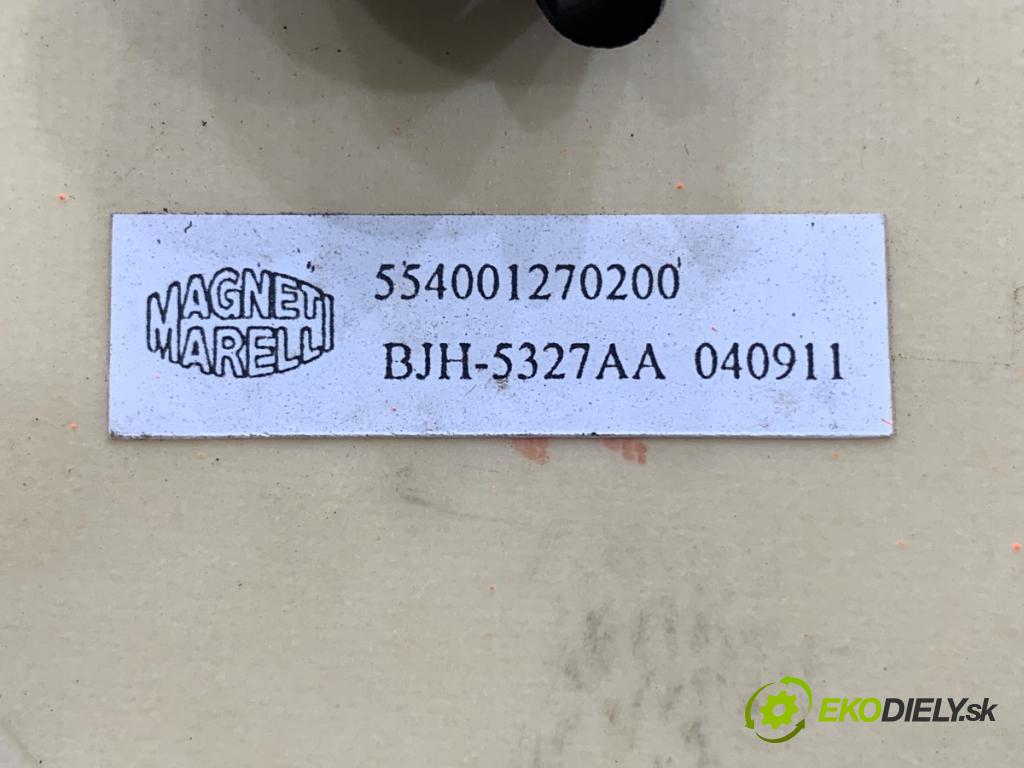 MAGNETI
MARELLI
554001270200
BJH-5327AA 040911
EKODIELY.sk